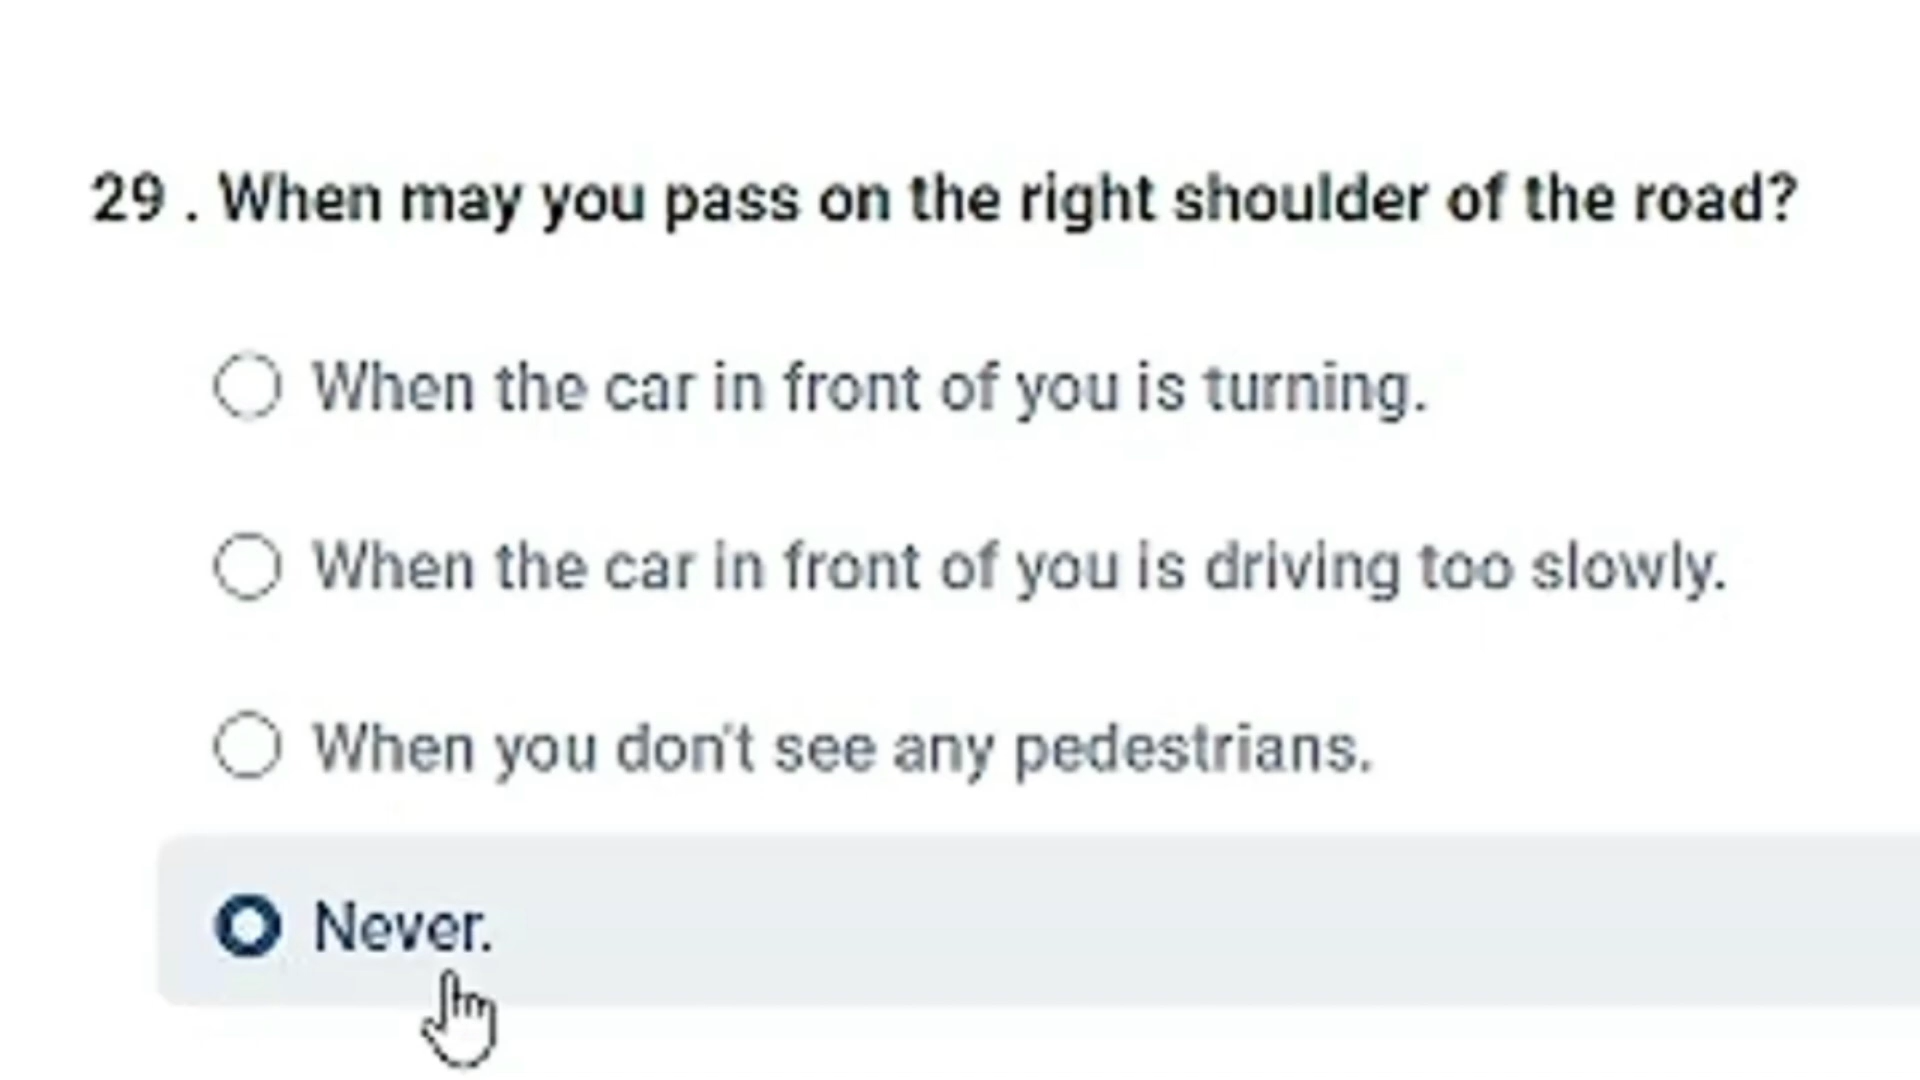 29 . When may you pass on the right shoulder of the road?
When the car in front of you is turning.
When the car in front of you is driving too slowly.
When you don't see any pedestrians.
Never.